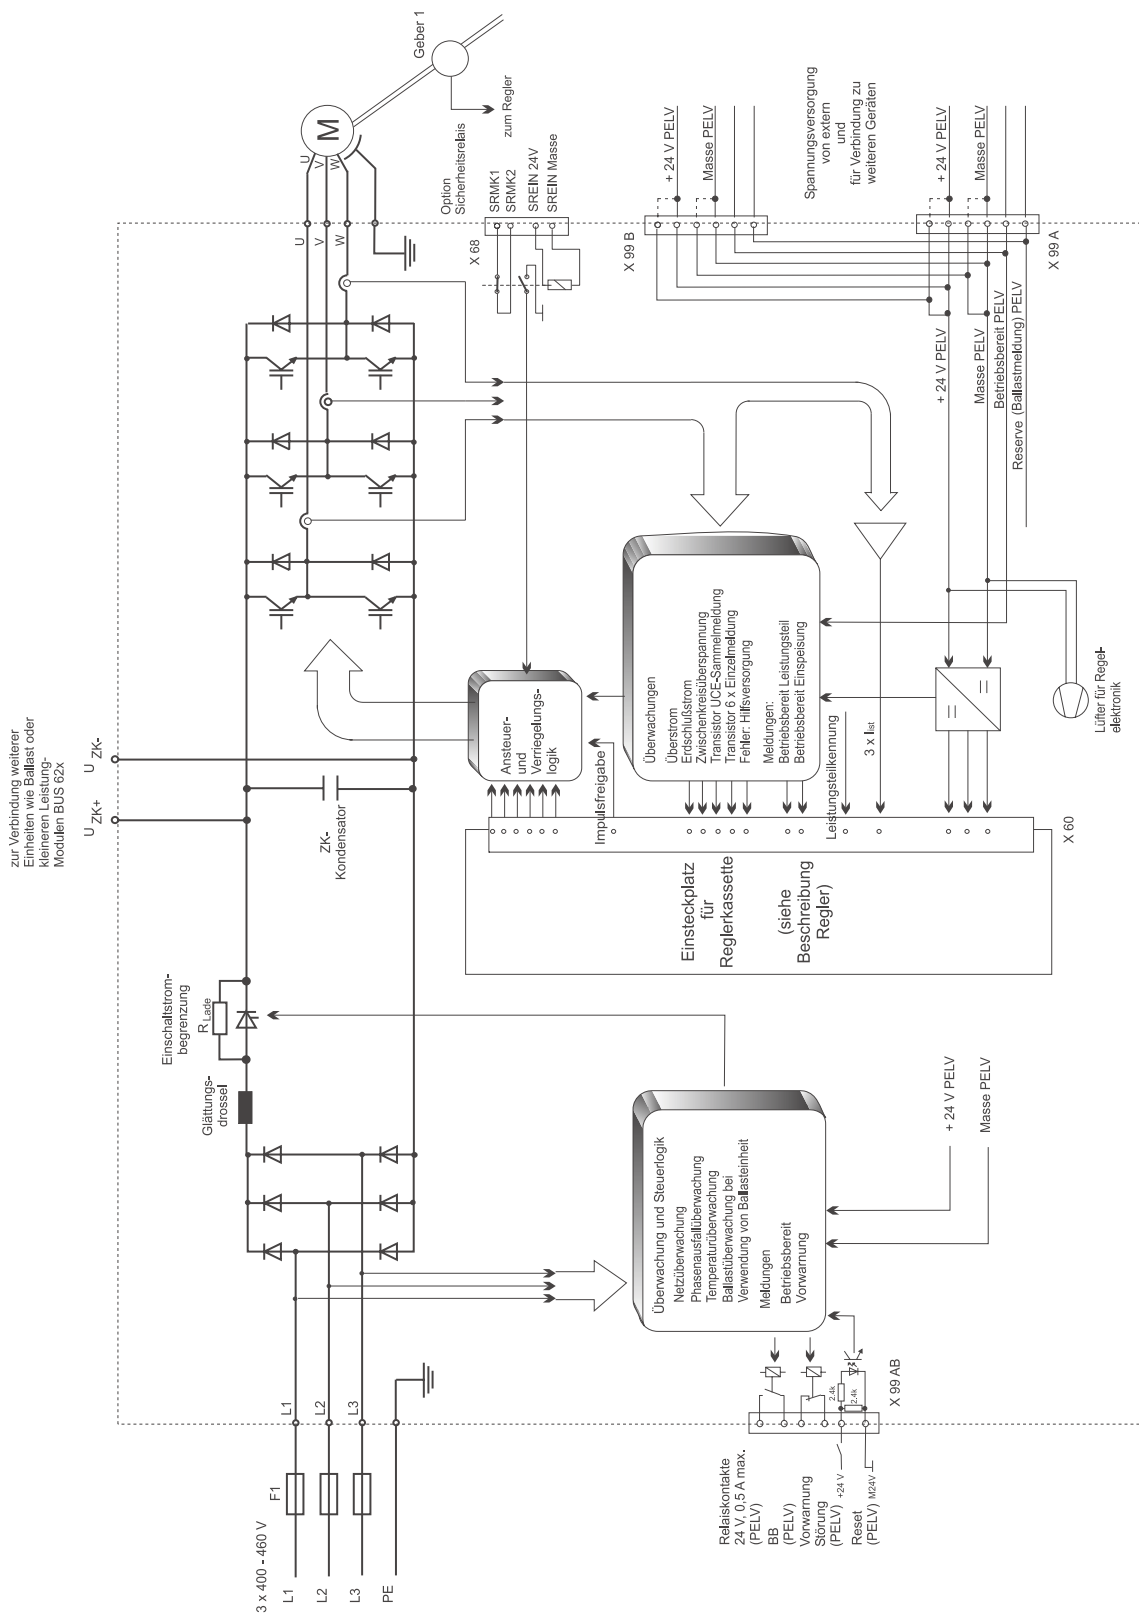 Geber 1
zum Regler
M
U
V
W
U
V
W
Option
Sicherheitsrelais
SRMK1
SRMK2
SREIN 24V
SREIN Masse
X 68
+ 24 V PELV
Masse PELV
Spannungsversorgung
von extern
und
für Verbindung zu
weiteren Geräten
+ 24 V PELV
Masse PELV
X 99 B
X 99 A
+ 24 V PELV
Masse PELV
Betriebsbereit PELV
Reserve (Ballastmeldung) PELV
zur Verbindung weiterer
Einheiten wie Ballast oder
kleineren Leistung-
Modulen BUS 62x
U ZK-
U ZK+
ZK-
Kondensator
Ansteuer-
und
Verriegelungs-
logik
Impulsfreigabe
Überwachungen
Überstrom
Erdschlußstrom
Zwischenkreisüberspannung
Transistor UCE-Sammelmeldung
Transistor 6 x Einzelmeldung
Fehler: Hilfsversorgung
Meldungen:
Betriebsbereit Leistungsteil
Betriebsbereit Einspeisung
Leistungsteilkennung
3 x Iist
Lüfter für Regel-
elektronik
X 60
Einsteckplatz
für
Reglerkassette
(siehe
Beschreibung
Regler)
Einschaltstrom-
begrenzung
R Lade
Glättungs-
drossel
Überwachung und Steuerlogik
Netzüberwachung
Phasenausfallüberwachung
Temperaturüberwachung
Ballastüberwachung bei
Verwendung von Ballasteinheit
Meldungen
Betriebsbereit
Vorwarnung
+ 24 V PELV
Masse PELV
2.4k
2.4k
X 99 AB
L1
L2
L3
F1
3 x 400 - 460 V
L1
L2
L3
PE
Relaiskontakte
24 V, 0,5 A max.
(PELV)
BB
(PELV)
Vorwarnung
Störung
(PELV)
+24 V
Reset
(PELV)
M24V